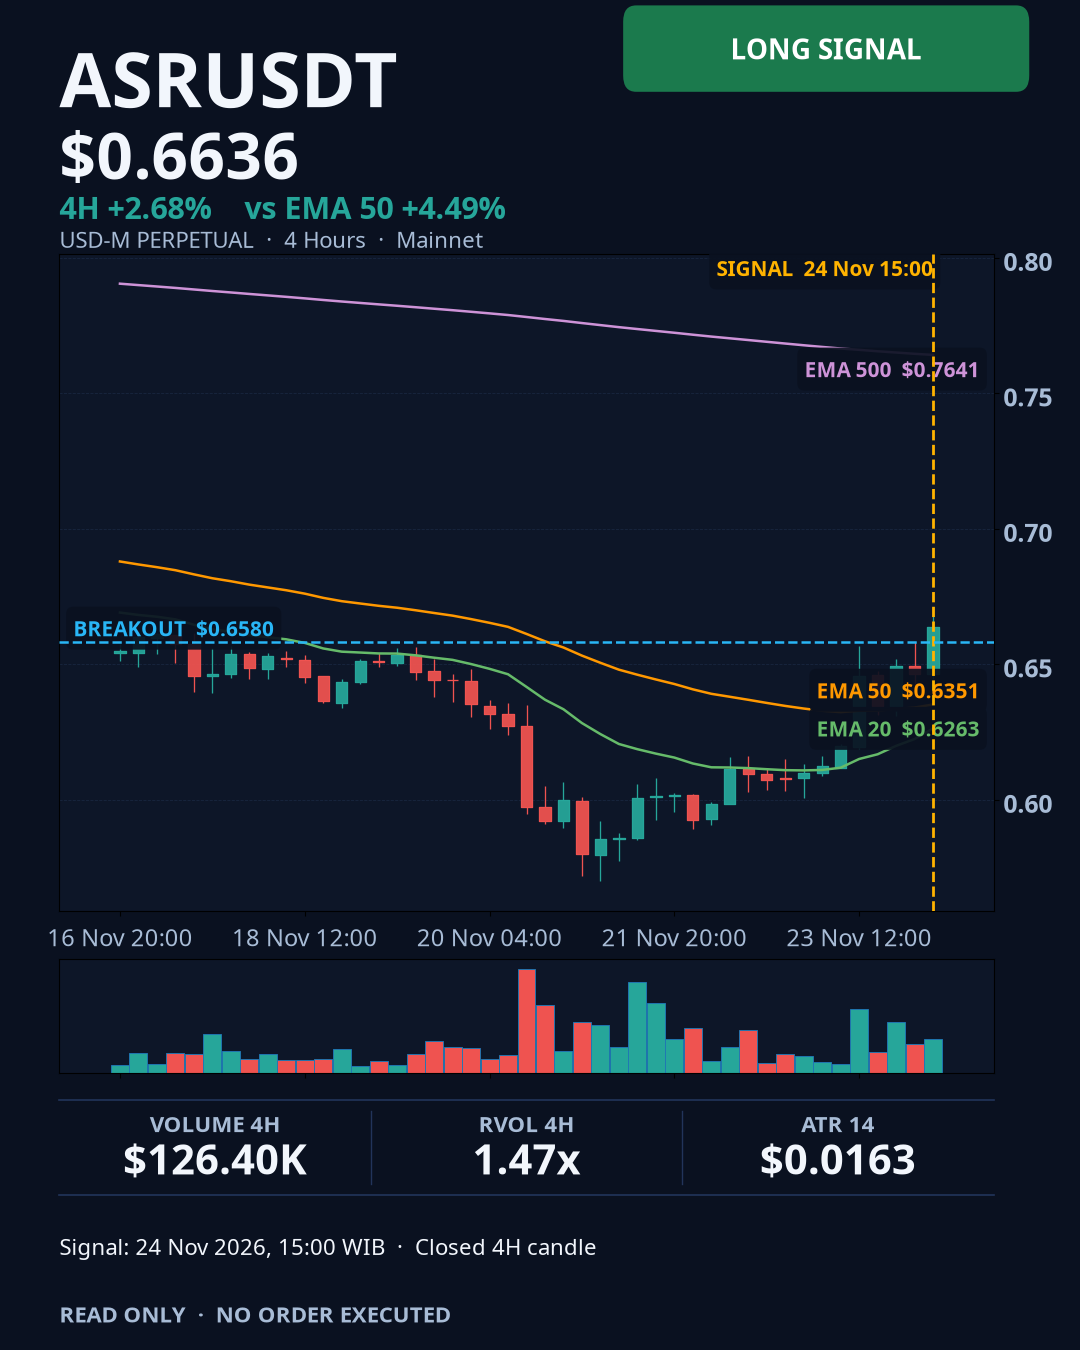 LONG SIGNAL
ASRUSDT
$0.6636
4H +2.68% vs EMA 50 +4.49%
USD-M PERPETUAL · 4 Hours · Mainnet
SIGNAL 24 Nov 15:00
0.80
EMA 500 $0.7641
0.75
0.70
BREAKOUT $0.6580
0.65
EMA 50 $0.6351
EMA 20 $0.6263
0.60
16 Nov 20:00 18 Nov 12:00 20 Nov 04:00 21 Nov 20:00 23 Nov 12:00
VOLUME 4H RVOL 4H ATR 14
$126.40K 1.47x $0.0163
Signal: 24 Nov 2026, 15:00 WIB · Closed 4H candle
READ ONLY · NO ORDER EXECUTED